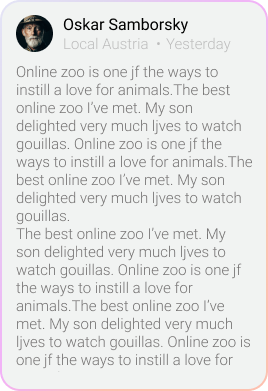 Oskar Samborsky
Local Austria • Yesterday
Online zoo is one jf the ways to
instill a love for animals.The best
online zoo I’ve met. My son
delighted very much ljves to watch
gouillas. Online zoo is one jf the
ways to instill a love for animals.The
best online zoo I’ve met. My son
delighted very much ljves to watch
gouillas.
The best online zoo I’ve met. My
son delighted very much ljves to
watch gouillas. Online zoo is one jf
the ways to instill a love for
animals.The best online zoo I’ve
met. My son delighted very much
ljves to watch gouillas. Online zoo is
one jf the ways to instill a love for